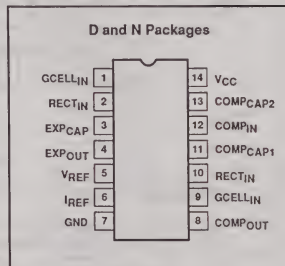 D and N Packages
GCELLIN 1
RECTIN 2
EXPCAP 3
EXPOUT 4
VREF 5
IREF 6
GND 7
14 VCC
13 COMPCAP2
12 COMPIN
11 COMPCAP1
10 RECTIN
9 GCELLIN
8 COMPOUT